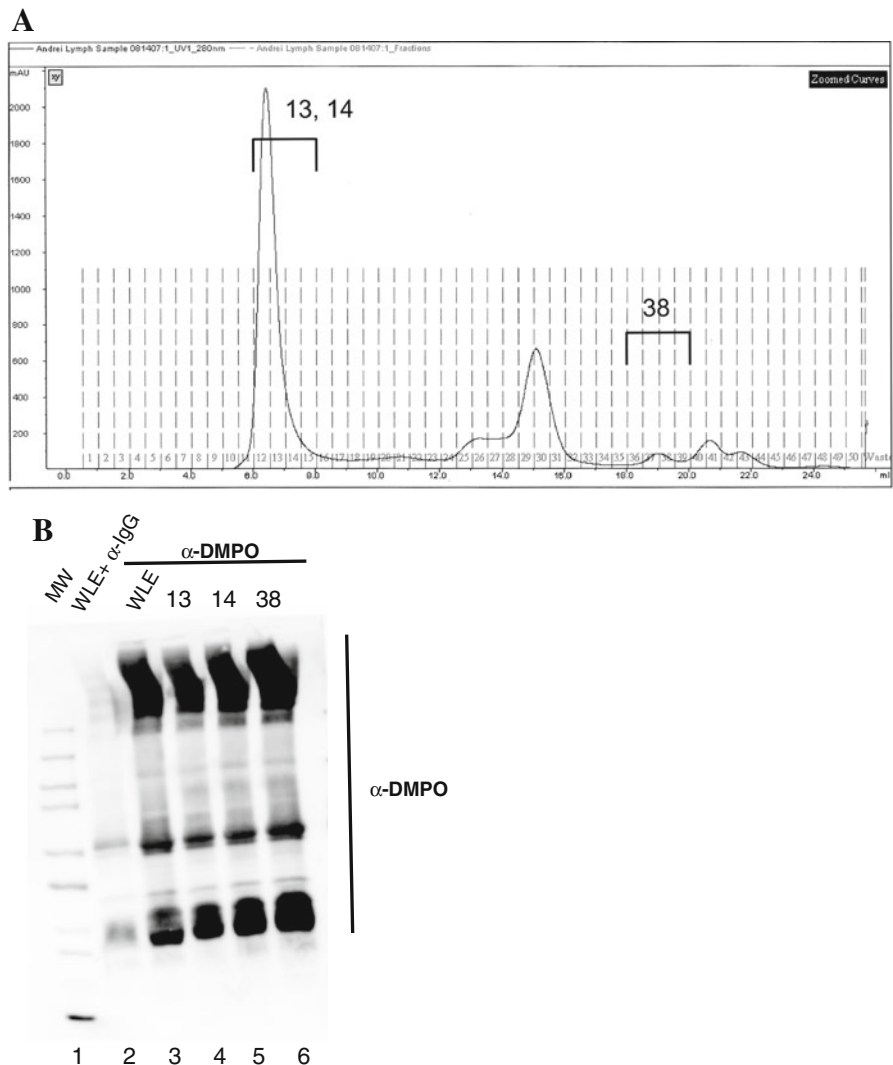 A
Andrei Lymph Sample 081407:1_UV1_280nm Andrei Lymph Sample 081407:1_Fractions
mAU
xy
Zoomed Curves
13, 14
38
2000
1800
1600
1400
1200
1000
800
600
400
200
1 2 3 4 5 6 7 8 9 10 11 12 13 14 15 16 17 18 19 20 21 22 23 24 25 26 27 28 29 30 31 32 33 34 35 36 37 38 39 40 41 42 43 44 45 46 47 48 49 50 Waste
0.0 2.0 4.0 6.0 8.0 10.0 12.0 14.0 16.0 18.0 20.0 22.0 24.0 ml
B
α-DMPO
MW WLE+ α-IgG WLE 13 14 38
α-DMPO
1 2 3 4 5 6